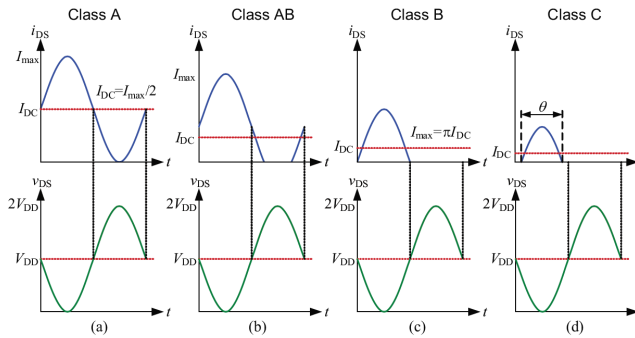 Class A
Class AB
Class B
Class C
iDS
iDS
iDS
iDS
Imax
Imax
IDC=Imax/2
θ
Imax=πIDC
IDC
IDC
IDC
IDC
t
t
t
t
vDS
vDS
vDS
vDS
2VDD
2VDD
2VDD
2VDD
VDD
VDD
VDD
VDD
t
t
t
t
(a)
(b)
(c)
(d)